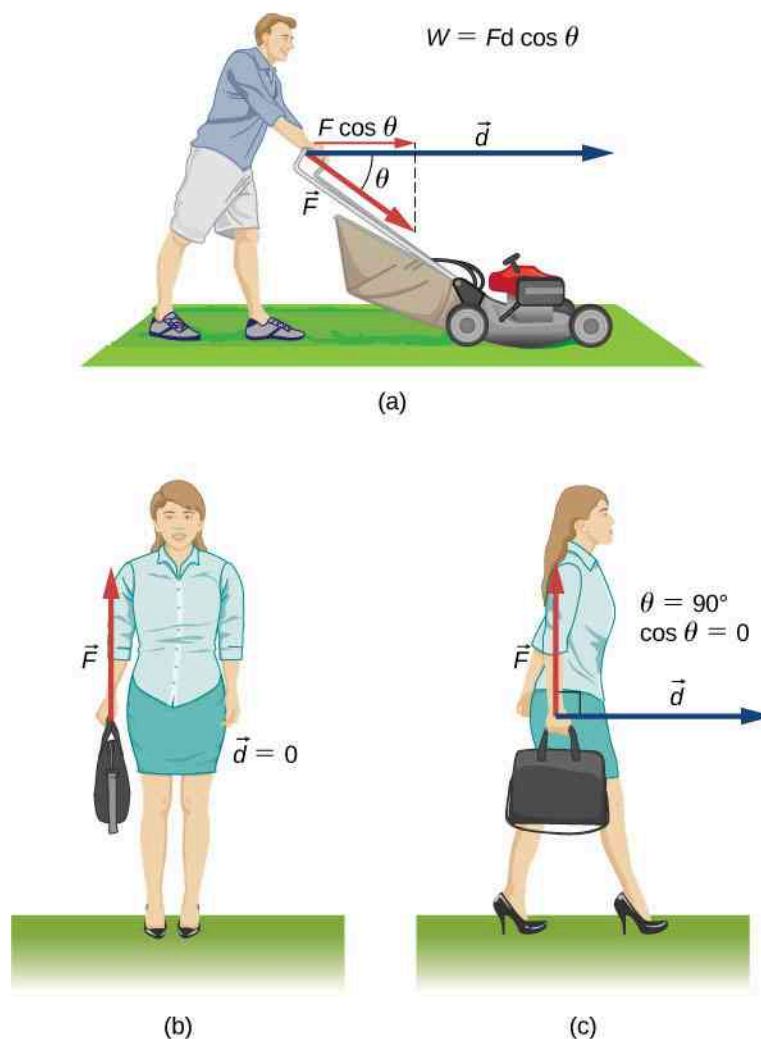 W = Fd cos θ
F cos θ
d⃗
θ
F⃗
(a)
F⃗
d⃗ = 0
(b)
θ = 90°
cos θ = 0
F⃗
d⃗
(c)